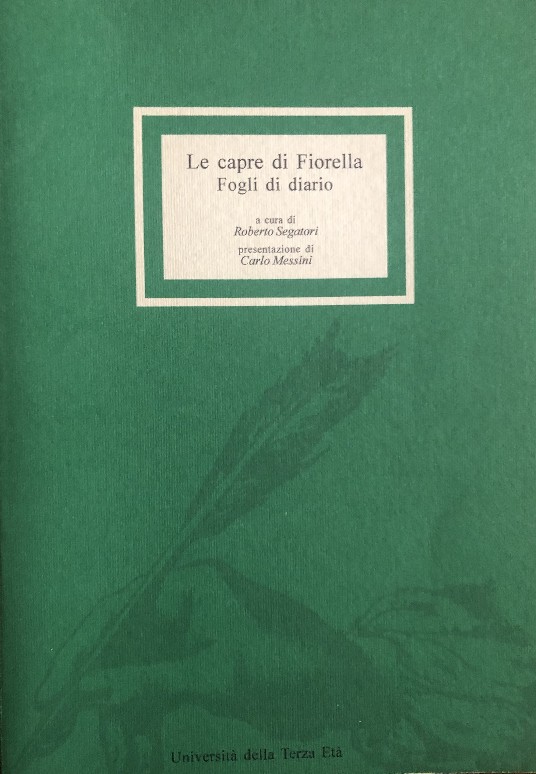 Le capre di Fiorella
Fogli di diario
a cura di
Roberto Segatori
presentazione di
Carlo Messini
Università della Terza Età